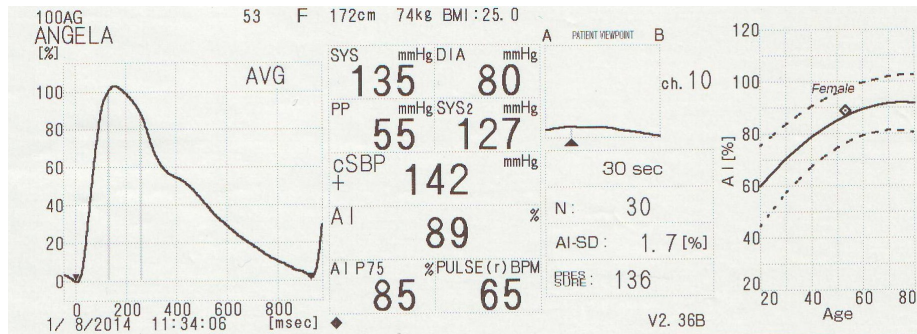 100AG 53 F 172cm 74kg BMI:25.0
ANGELA
[%]
AVG
100
80
60
40
20
0
0 200 400 600 800
[msec]
1/ 8/2014 11:34:06
SYS mmHg DIA mmHg
135 80
PP mmHg SYS2 mmHg
55 127
cSBP mmHg
+ 142
AI %
89
AIP75 % PULSE(r)BPM
85 65
A PATIENT VIEWPOINT B
ch. 10
30 sec
N: 30
AI-SD: 1.7[%]
PRES
SURE: 136
V2.36B
120
100
80
60
40
20
AI[%]
Female
20 40 60 80
Age